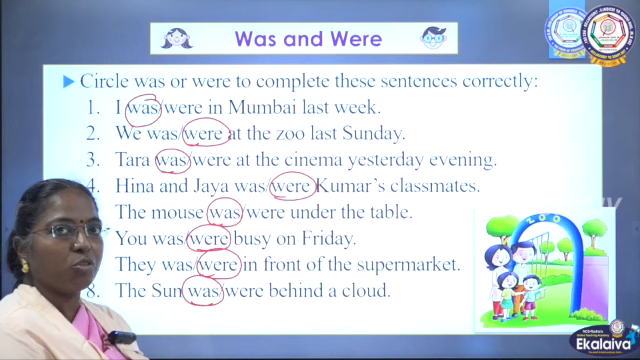 Was and Were
Circle was or were to complete these sentences correctly:
1. I was/were in Mumbai last week.
2. We was/were at the zoo last Sunday.
3. Tara was/were at the cinema yesterday evening.
4. Hina and Jaya was/were Kumar's classmates.
The mouse was/were under the table.
You was/were busy on Friday.
They was/were in front of the supermarket.
8. The Sun was/were behind a cloud.
ZOO
Ekalaiva